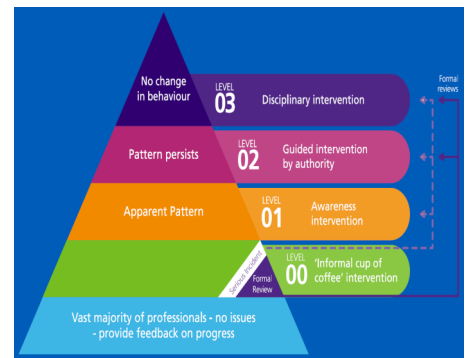 No change
in behaviour
LEVEL
03
Disciplinary intervention
Formal
reviews
Pattern persists
LEVEL
02
Guided intervention
by authority
Apparent Pattern
LEVEL
01
Awareness
intervention
Serious Incident
Formal
Review
LEVEL
00
'Informal cup of
coffee' intervention
Vast majority of professionals - no issues
- provide feedback on progress